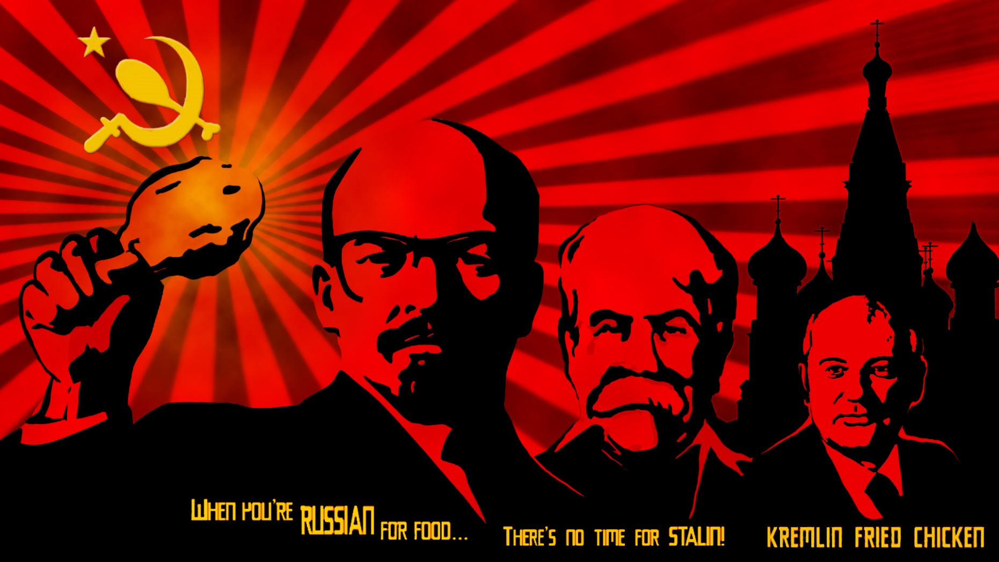 When you're RUSSIAN for food...
There's no time for STALIN!
KREMLIN FRIED CHICKEN